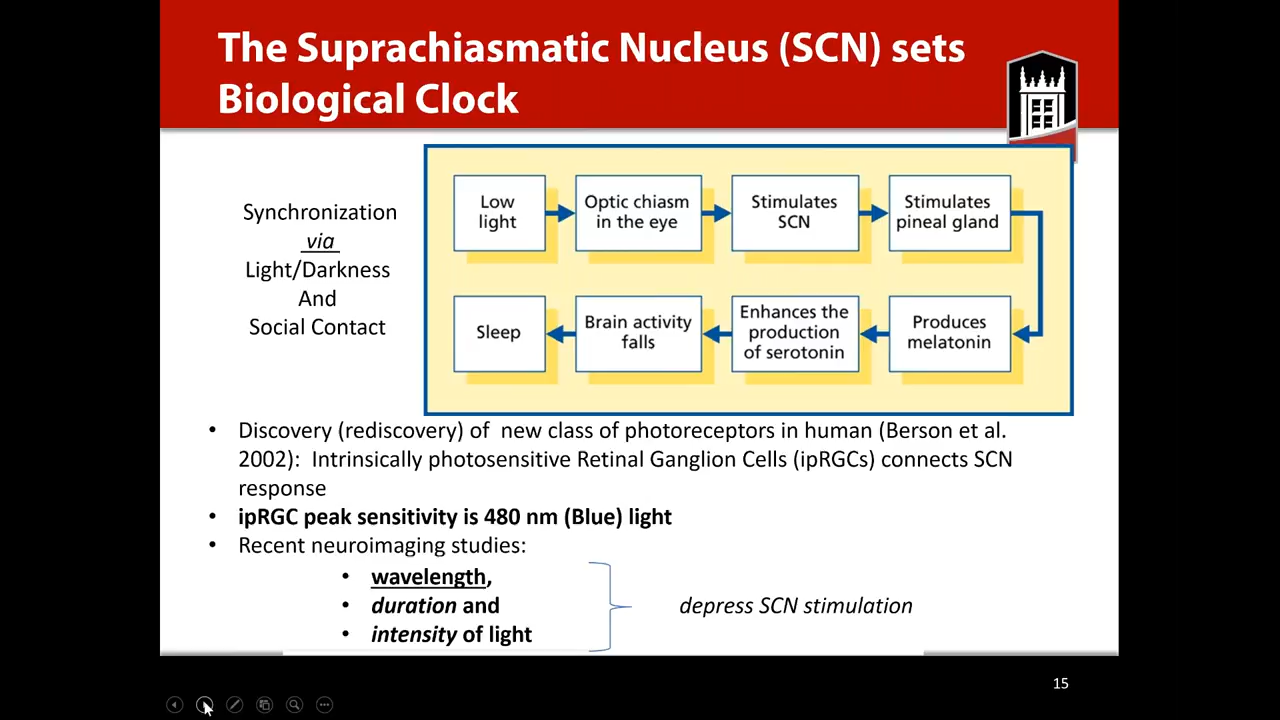 The Suprachiasmatic Nucleus (SCN) sets
Biological Clock
Synchronization
via
Light/Darkness
And
Social Contact
Low
light
Optic chiasm
in the eye
Stimulates
SCN
Stimulates
pineal gland
Sleep
Brain activity
falls
Enhances the
production
of serotonin
Produces
melatonin
• Discovery (rediscovery) of new class of photoreceptors in human (Berson et al.
2002): Intrinsically photosensitive Retinal Ganglion Cells (ipRGCs) connects SCN
response
• ipRGC peak sensitivity is 480 nm (Blue) light
• Recent neuroimaging studies:
• wavelength,
• duration and
• intensity of light
depress SCN stimulation
15